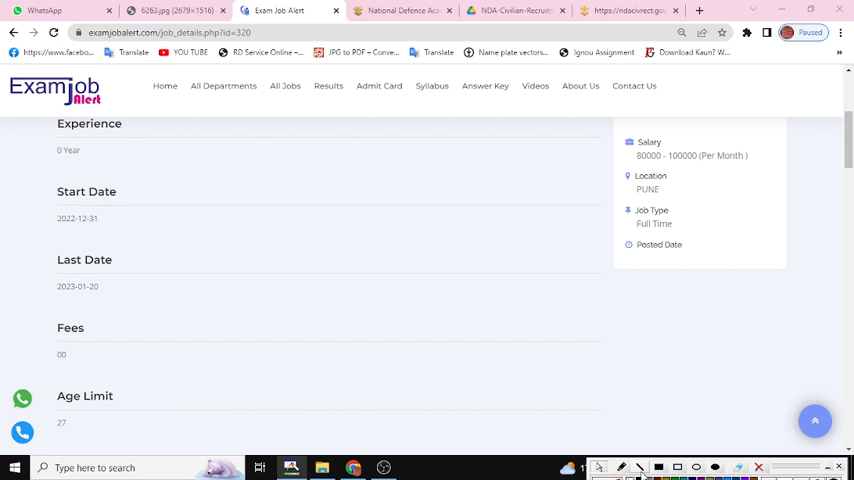 WhatsApp
6263.jpg (2679×1516)
Exam Job Alert
National Defence Aca
NDA-Civilian-Recruitm
https://ndacivrect.gov
examjobalert.com/job_details.php?id=320
Paused
https://www.facebo...
Translate
YOU TUBE
RD Service Online -...
JPG to PDF – Conve...
Translate
Name plate vectors...
Ignou Assignment
Download Kaun? W...
Examjob Alert
Home
All Departments
All Jobs
Results
Admit Card
Syllabus
Answer Key
Videos
About Us
Contact Us
Experience
0 Year
Start Date
2022-12-31
Last Date
2023-01-20
Fees
00
Age Limit
27
Salary
80000 - 100000 (Per Month )
Location
PUNE
Job Type
Full Time
Posted Date
Type here to search